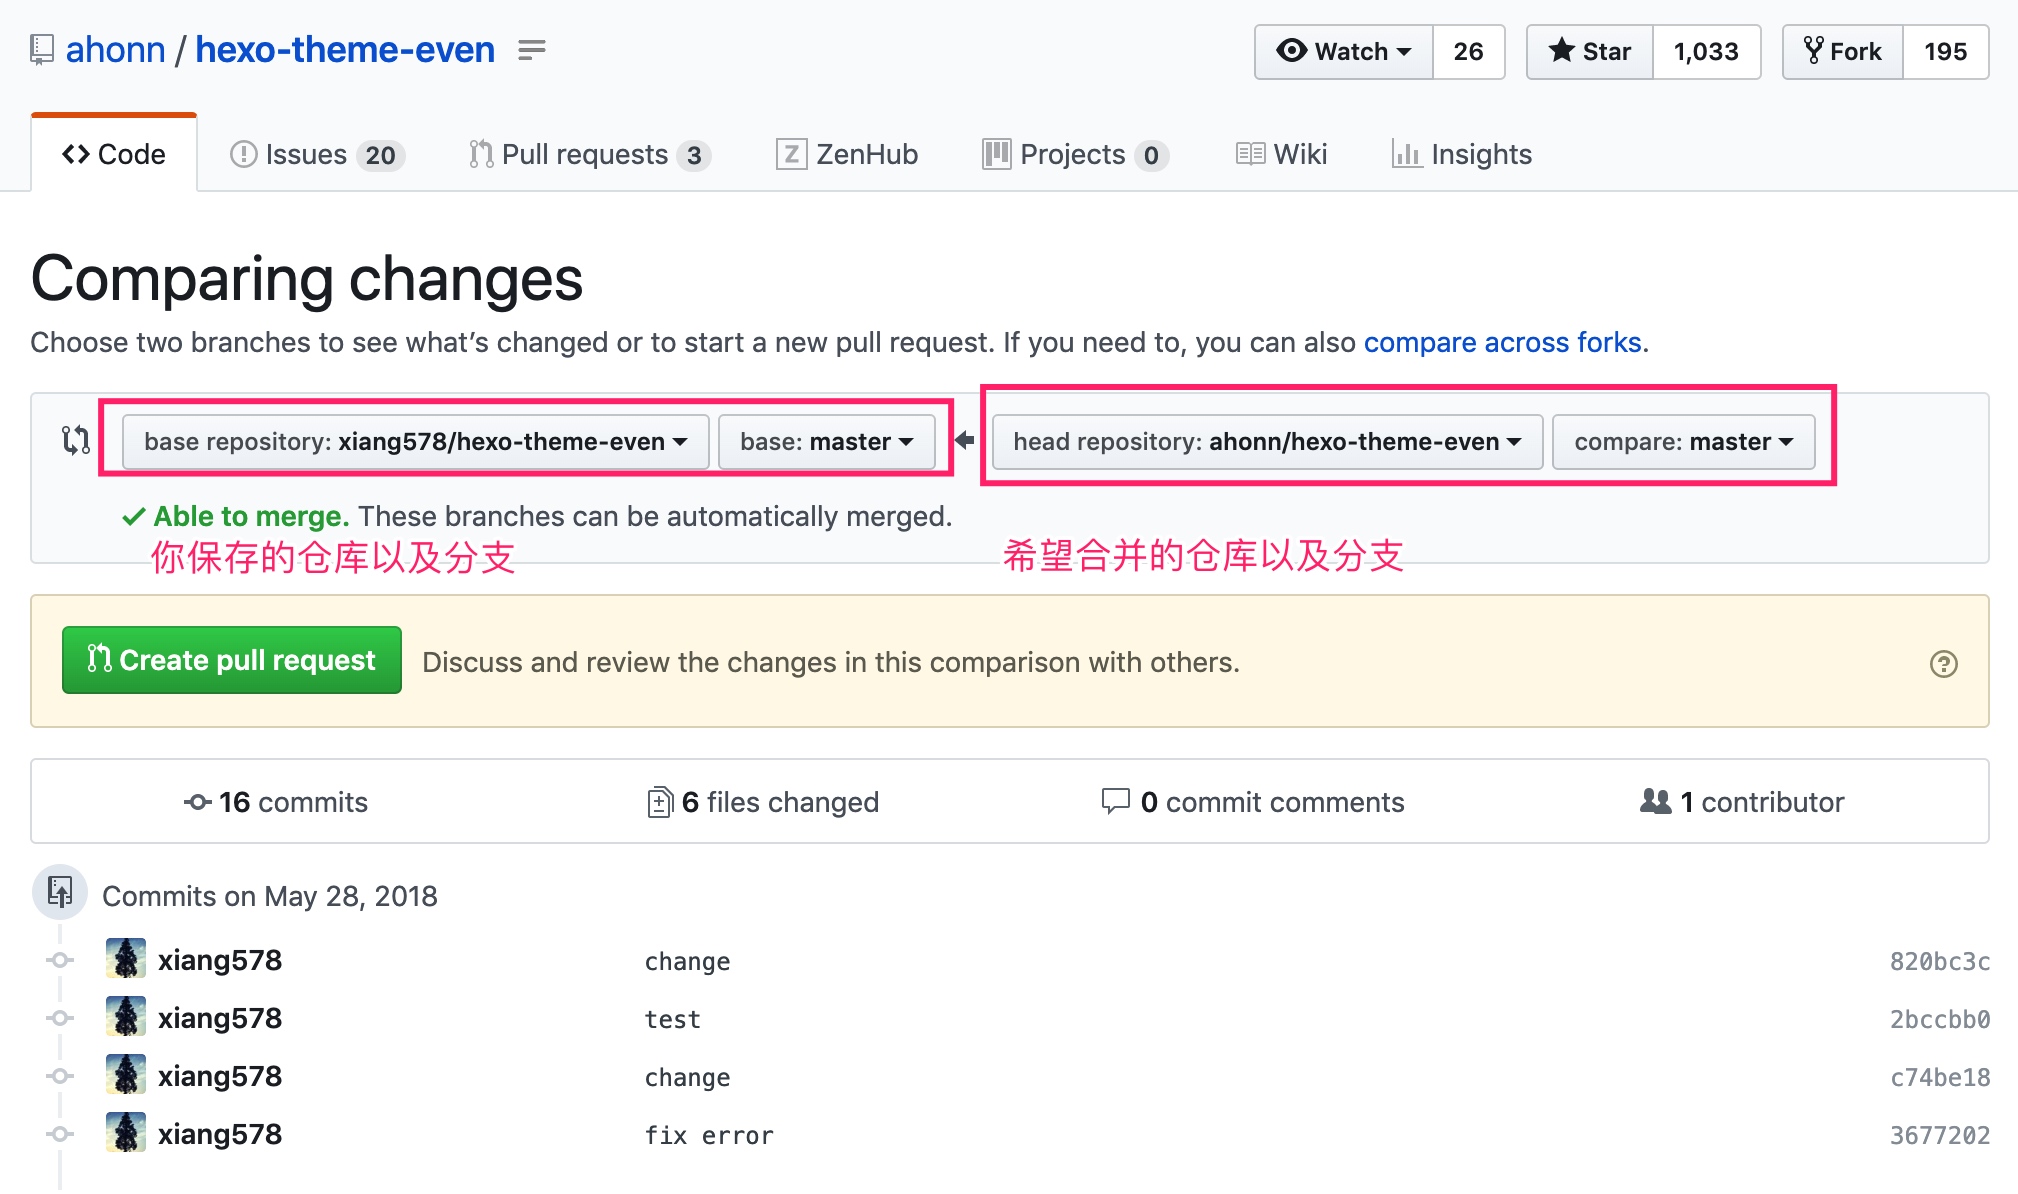 ahonn / hexo-theme-even
Watch 26 Star 1,033 Fork 195
Code Issues 20 Pull requests 3 ZenHub Projects 0 Wiki Insights
Comparing changes
Choose two branches to see what’s changed or to start a new pull request. If you need to, you can also compare across forks.
base repository: xiang578/hexo-theme-even base: master head repository: ahonn/hexo-theme-even compare: master
Able to merge. These branches can be automatically merged.
你保存的仓库以及分支 希望合并的仓库以及分支
Create pull request Discuss and review the changes in this comparison with others.
16 commits 6 files changed 0 commit comments 1 contributor
Commits on May 28, 2018
xiang578 change 820bc3c
xiang578 test 2bccbb0
xiang578 change c74be18
xiang578 fix error 3677202